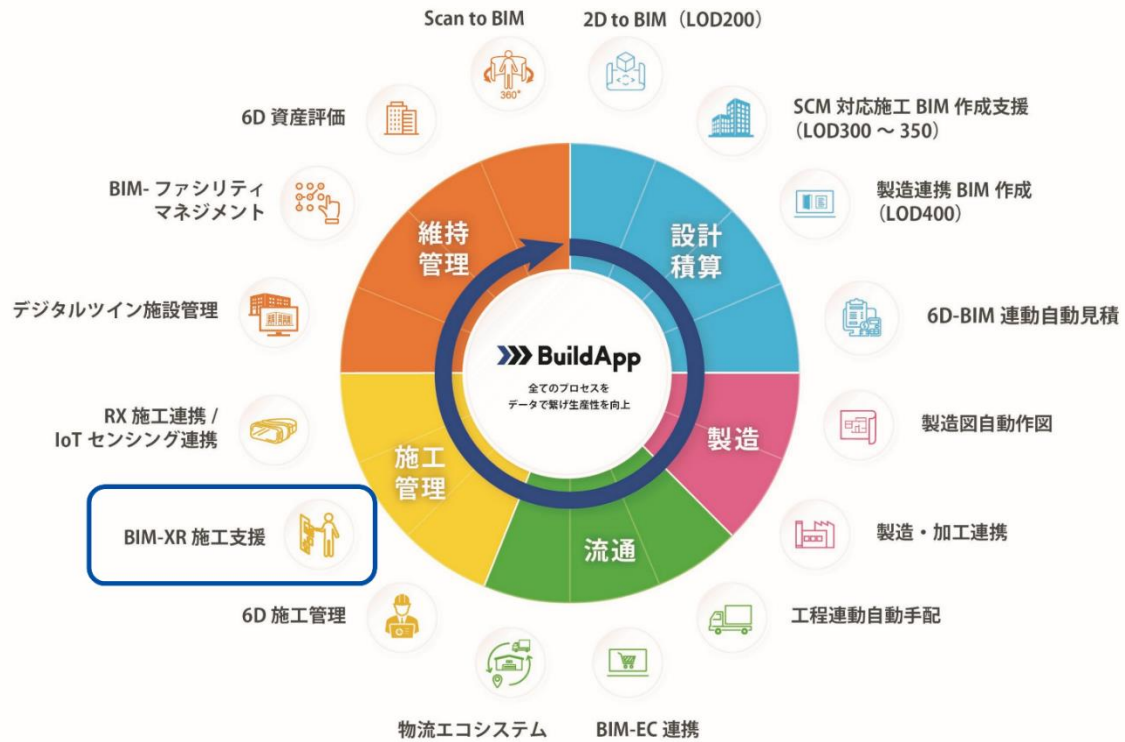 Scan to BIM
2D to BIM（LOD200）
SCM 対応施工 BIM 作成支援
（LOD300 ～ 350）
製造連携 BIM 作成
（LOD400）
6D-BIM 連動自動見積
製造図自動作図
製造・加工連携
工程連動自動手配
BIM-EC 連携
物流エコシステム
6D 施工管理
BIM-XR 施工支援
RX 施工連携 /
IoT センシング連携
デジタルツイン施設管理
BIM- ファシリティ
マネジメント
6D 資産評価
360°
維持
管理
設計
積算
製造
流通
施工
管理
BuildApp
全てのプロセスを
データで繋げ生産性を向上